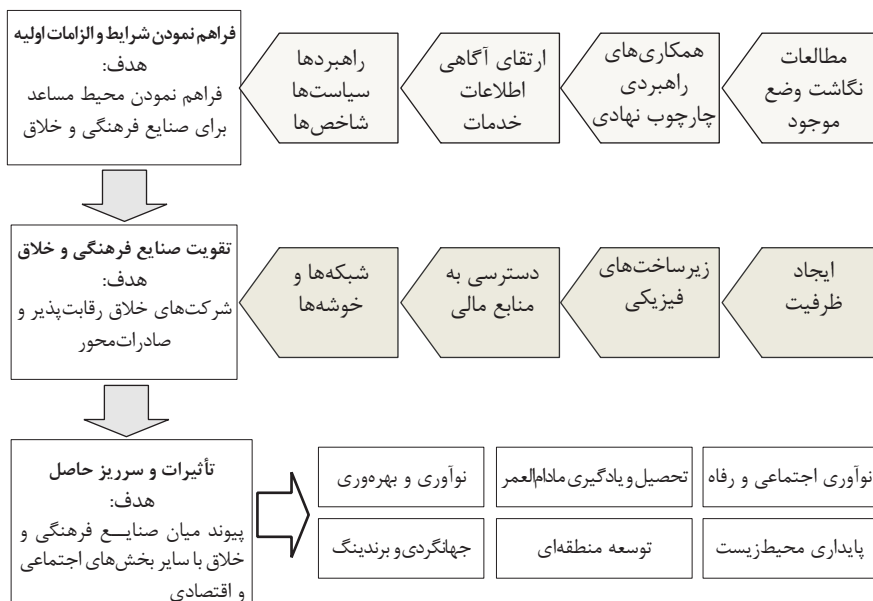 فراهم نمودن شرایط و الزامات اولیه
هدف:
فراهم نمودن محیط مساعد
برای صنایع فرهنگی و خلاق
راهبردها
سیاست‌ها
شاخص‌ها
ارتقای آگاهی
اطلاعات
خدمات
همکاری‌های
راهبردی
چارچوب نهادی
مطالعات
نگاشت وضع
موجود
تقویت صنایع فرهنگی و خلاق
هدف:
شرکت‌های خلاق رقابت‌پذیر و
صادرات‌محور
شبکه‌ها و
خوشه‌ها
دسترسی به
منابع مالی
زیرساخت‌های
فیزیکی
ایجاد
ظرفیت
تأثیرات و سرریز حاصل
هدف:
پیوند میان صنایع فرهنگی و
خلاق با سایر بخش‌های اجتماعی
و اقتصادی
نوآوری و بهره‌وری
تحصیل و یادگیری مادام‌العمر
نوآوری اجتماعی و رفاه
جهانگردی و برندینگ
توسعه منطقه‌ای
پایداری محیط‌زیست